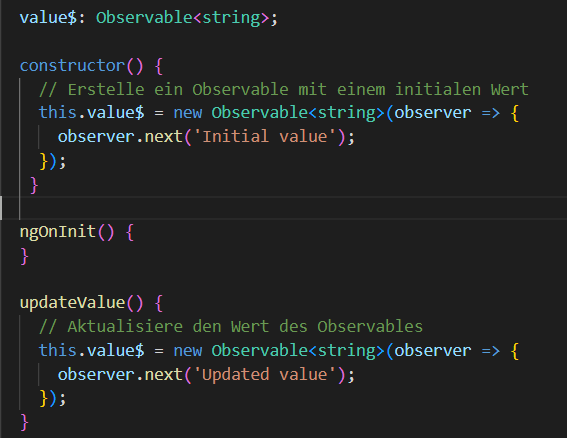 value$: Observable<string>;
constructor() {
// Erstelle ein Observable mit einem initialen Wert
this.value$ = new Observable<string>(observer => {
observer.next('Initial value');
});
}
ngOnInit() {
}
updateValue() {
// Aktualisiere den Wert des Observables
this.value$ = new Observable<string>(observer => {
observer.next('Updated value');
});
}